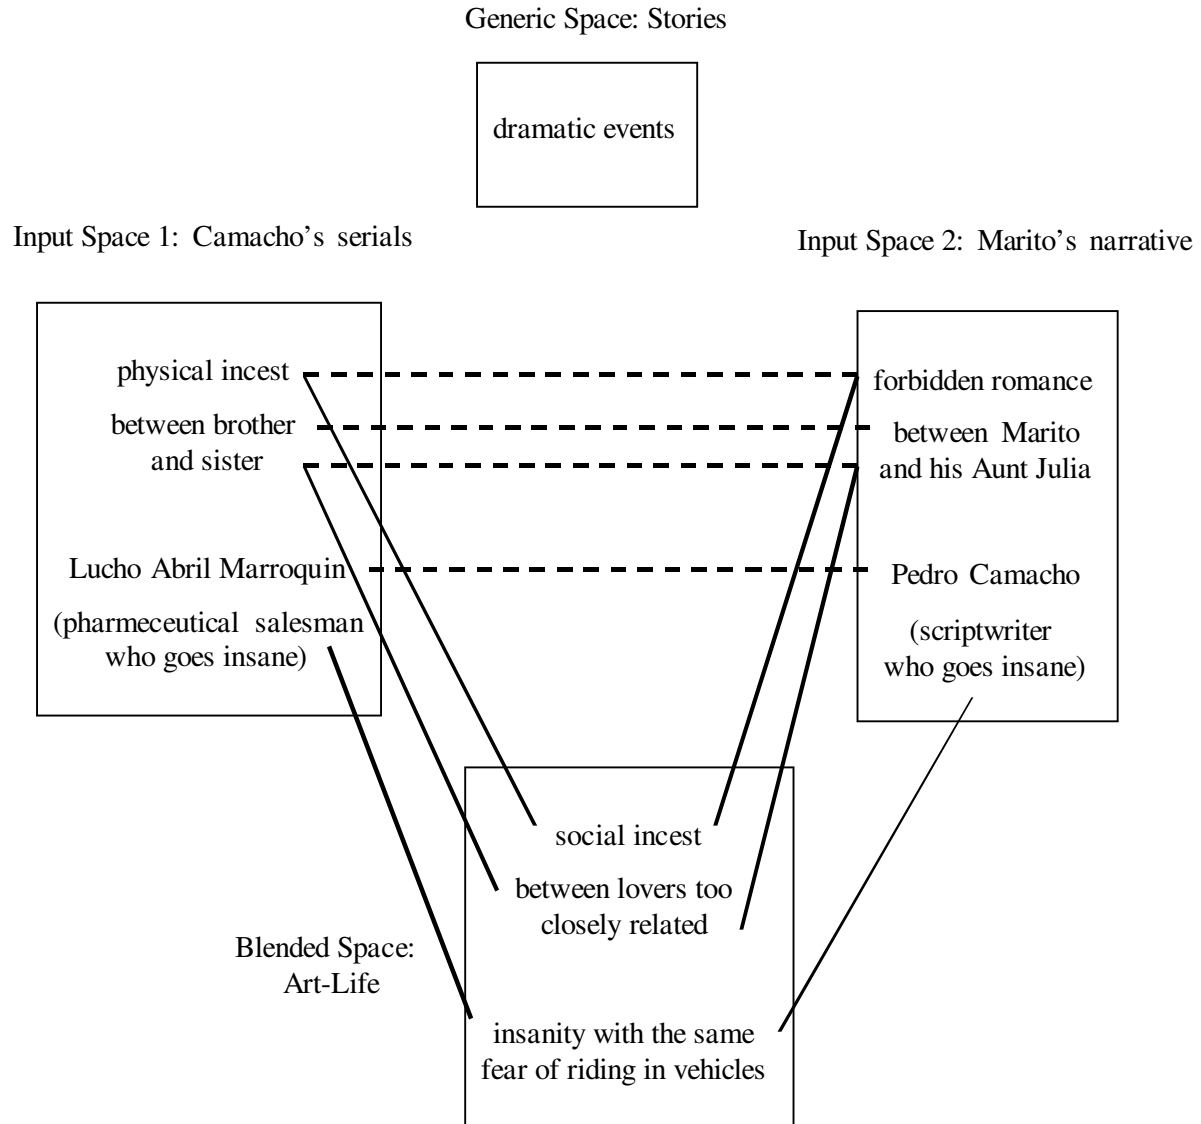 Generic Space: Stories
dramatic events
Input Space 1: Camacho's serials
Input Space 2: Marito's narrative
physical incest
between brother
and sister
Lucho Abril Marroquin
(pharmeceutical salesman
who goes insane)
forbidden romance
between Marito
and his Aunt Julia
Pedro Camacho
(scriptwriter
who goes insane)
social incest
between lovers too
closely related
Blended Space:
Art-Life
insanity with the same
fear of riding in vehicles